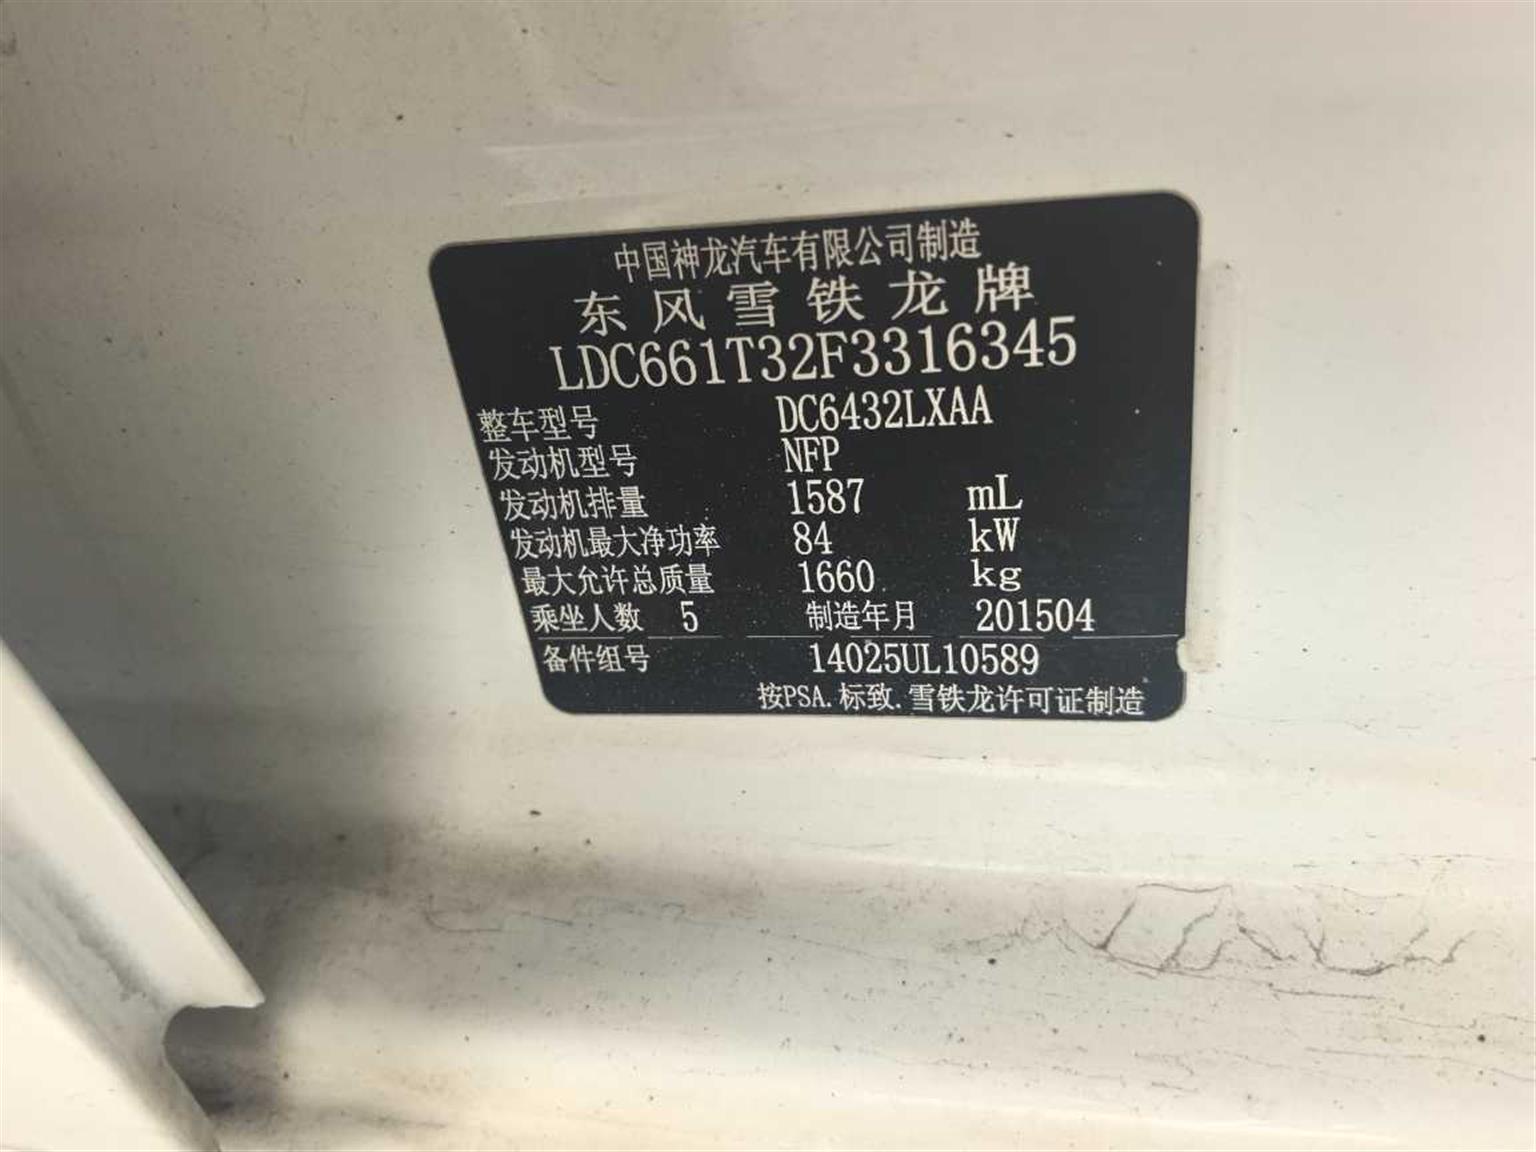 中国神龙汽车有限公司制造
东风雪铁龙牌
LDC661T32F3316345
整车型号 DC6432LXAA
发动机型号 NFP
发动机排量 1587 mL
发动机最大净功率 84 kW
最大允许总质量 1660 kg
乘坐人数 5 制造年月 201504
备件组号 14025UL10589
按PSA.标致.雪铁龙许可证制造